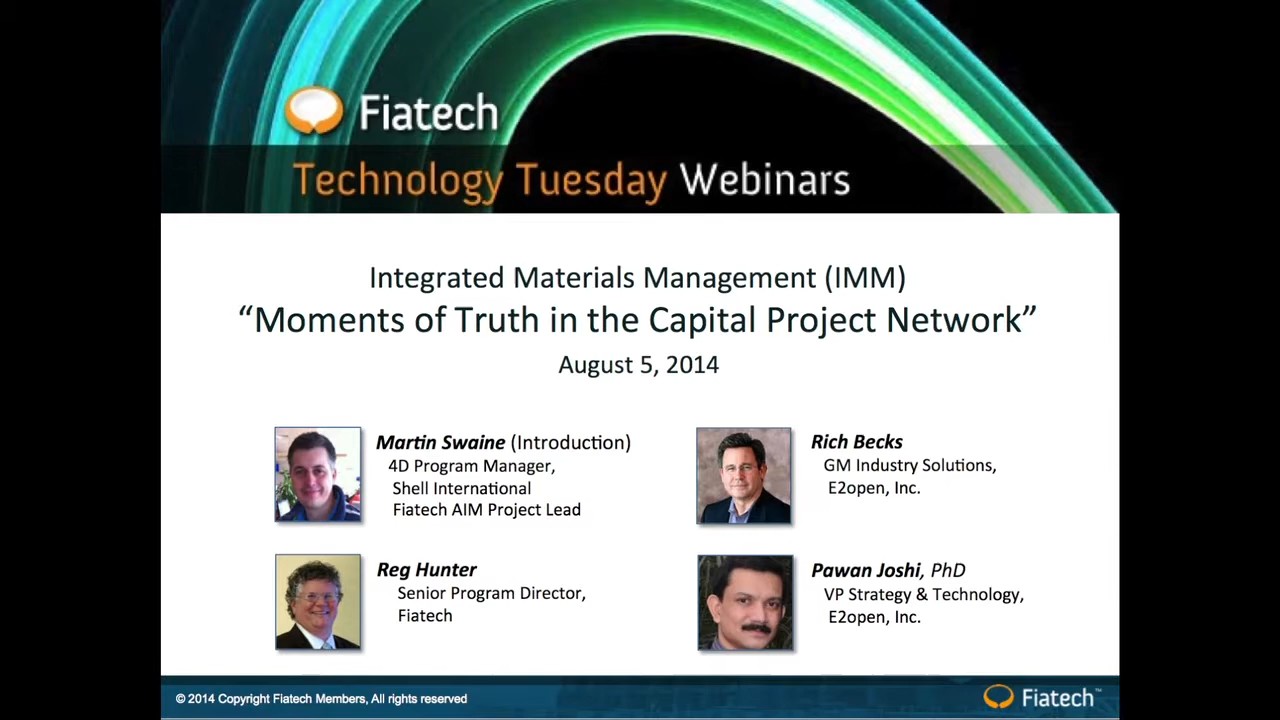 Fiatech
Technology Tuesday Webinars
Integrated Materials Management (IMM)
“Moments of Truth in the Capital Project Network”
August 5, 2014
Martin Swaine (Introduction)
4D Program Manager,
Shell International
Fiatech AIM Project Lead
Rich Becks
GM Industry Solutions,
E2open, Inc.
Reg Hunter
Senior Program Director,
Fiatech
Pawan Joshi, PhD
VP Strategy & Technology,
E2open, Inc.
© 2014 Copyright Fiatech Members, All rights reserved
Fiatech™